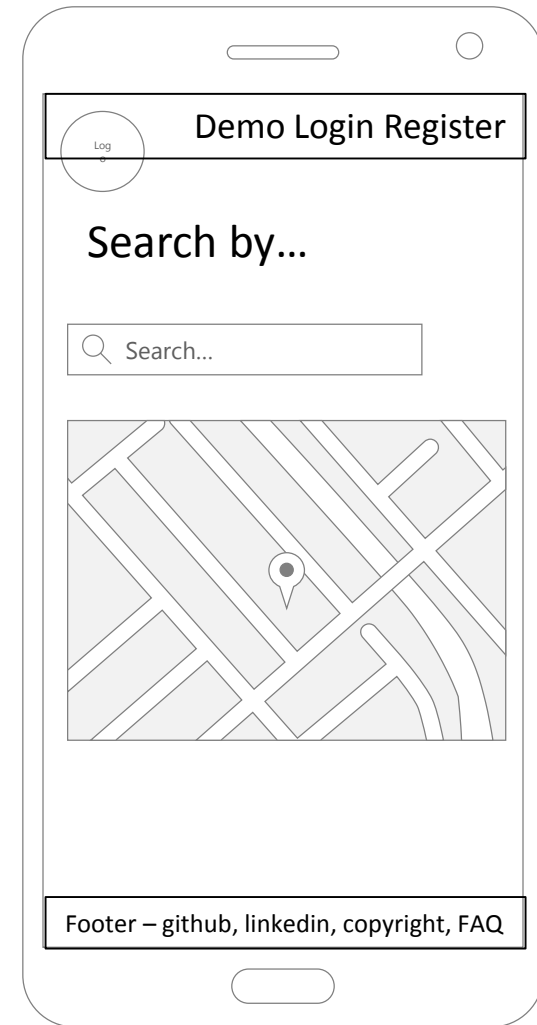 Demo Login Register
Log
o
Search by…
Search...
Footer – github, linkedin, copyright, FAQ